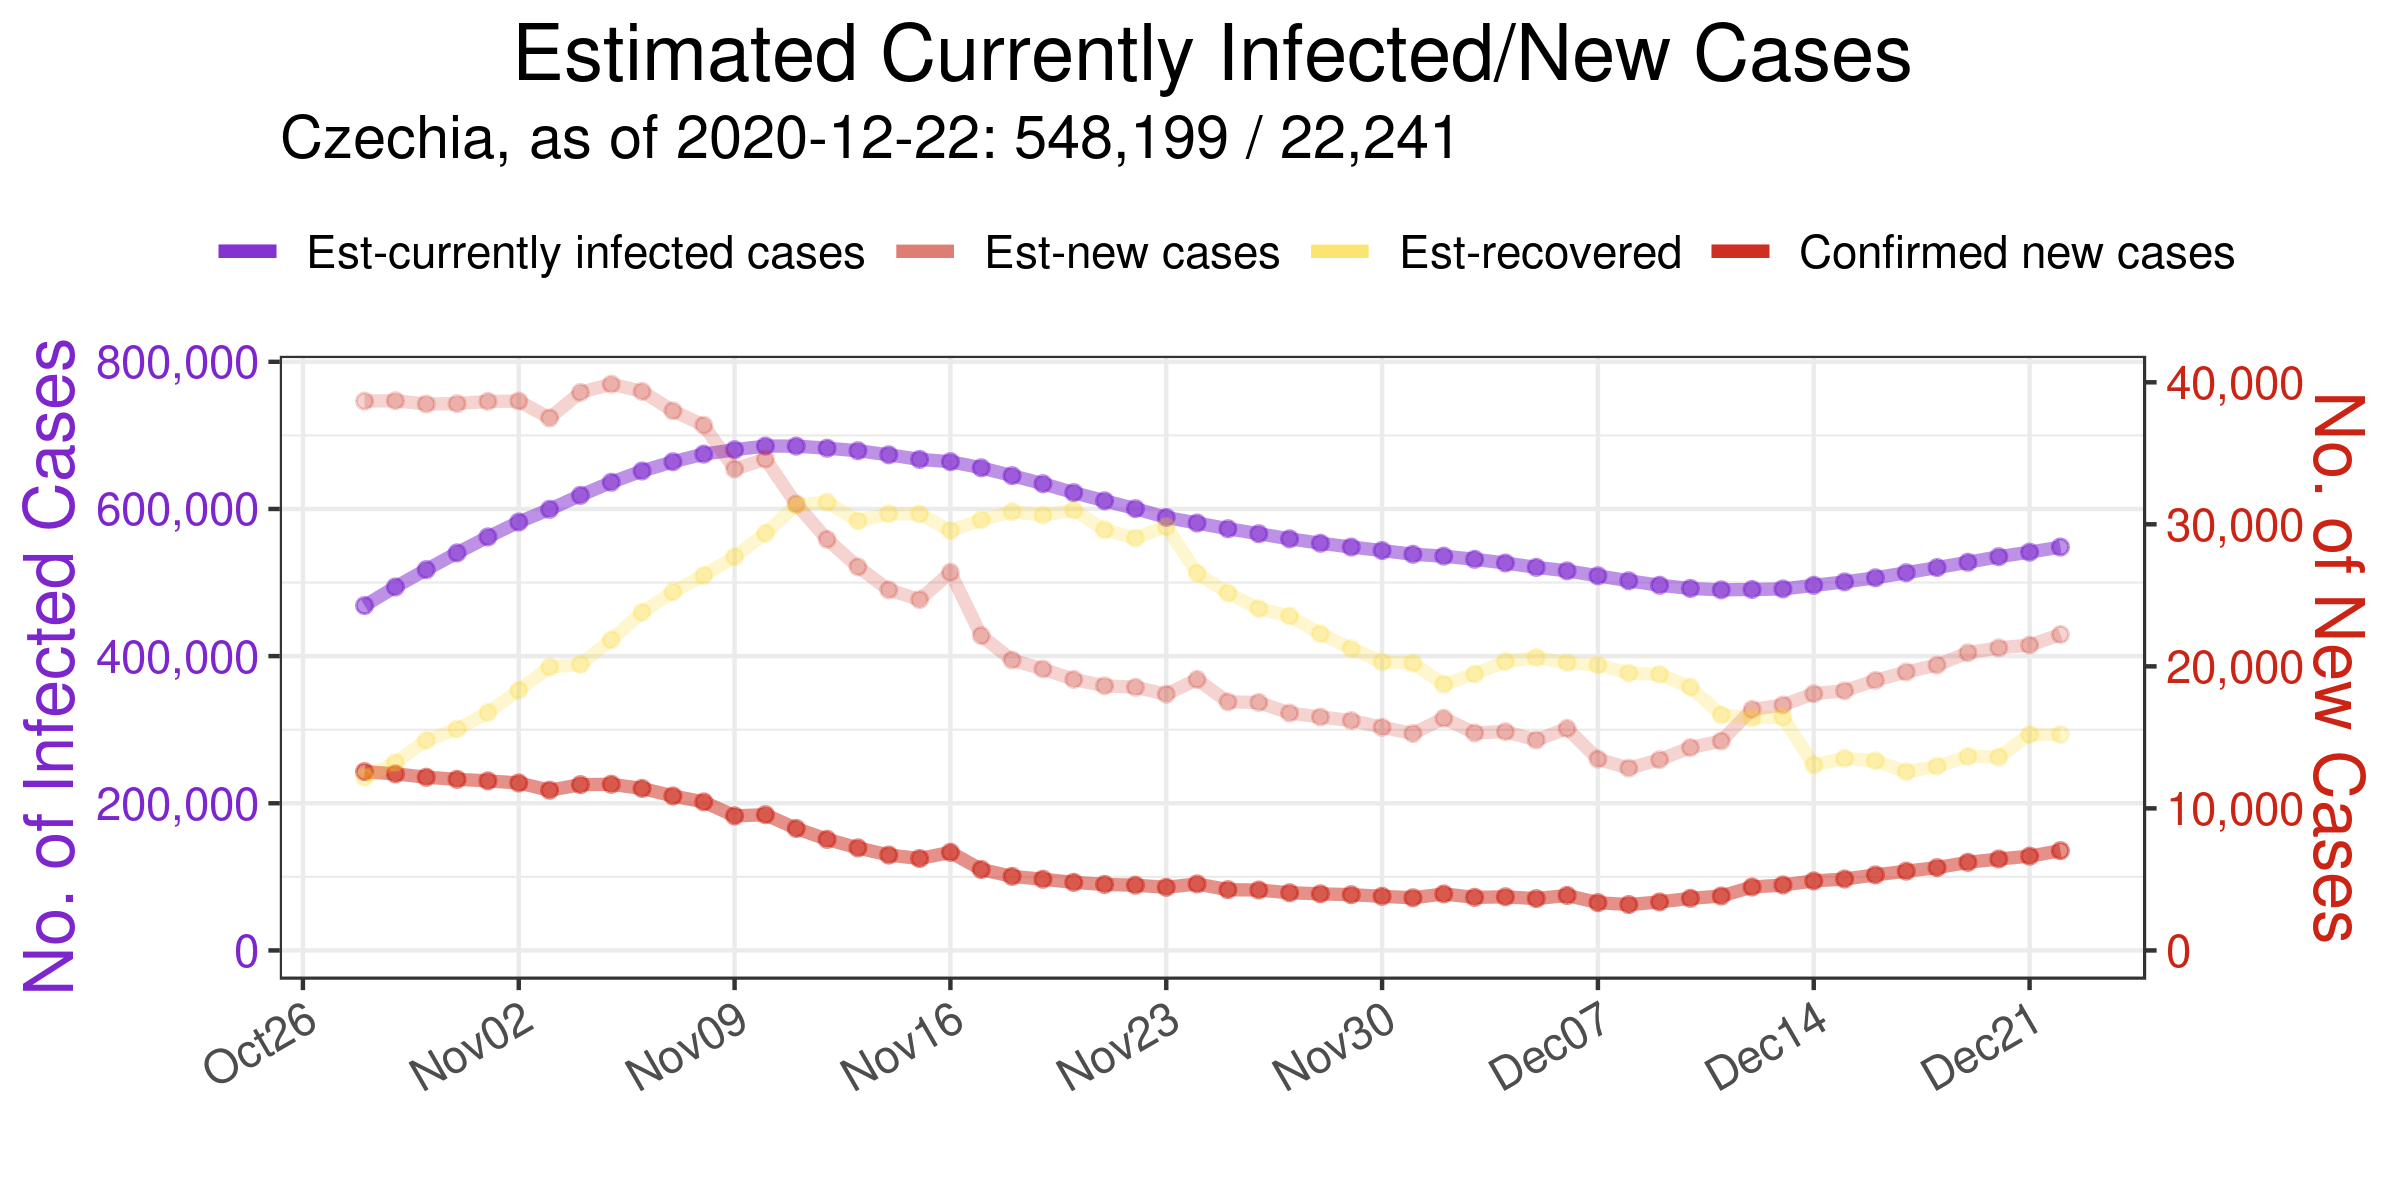 Estimated Currently Infected/New Cases
Czechia, as of 2020-12-22: 548,199 / 22,241
Est-currently infected cases Est-new cases Est-recovered Confirmed new cases
No. of Infected Cases
800,000
600,000
400,000
200,000
0
40,000
30,000
20,000
10,000
0
No. of New Cases
Oct26 Nov02 Nov09 Nov16 Nov23 Nov30 Dec07 Dec14 Dec21